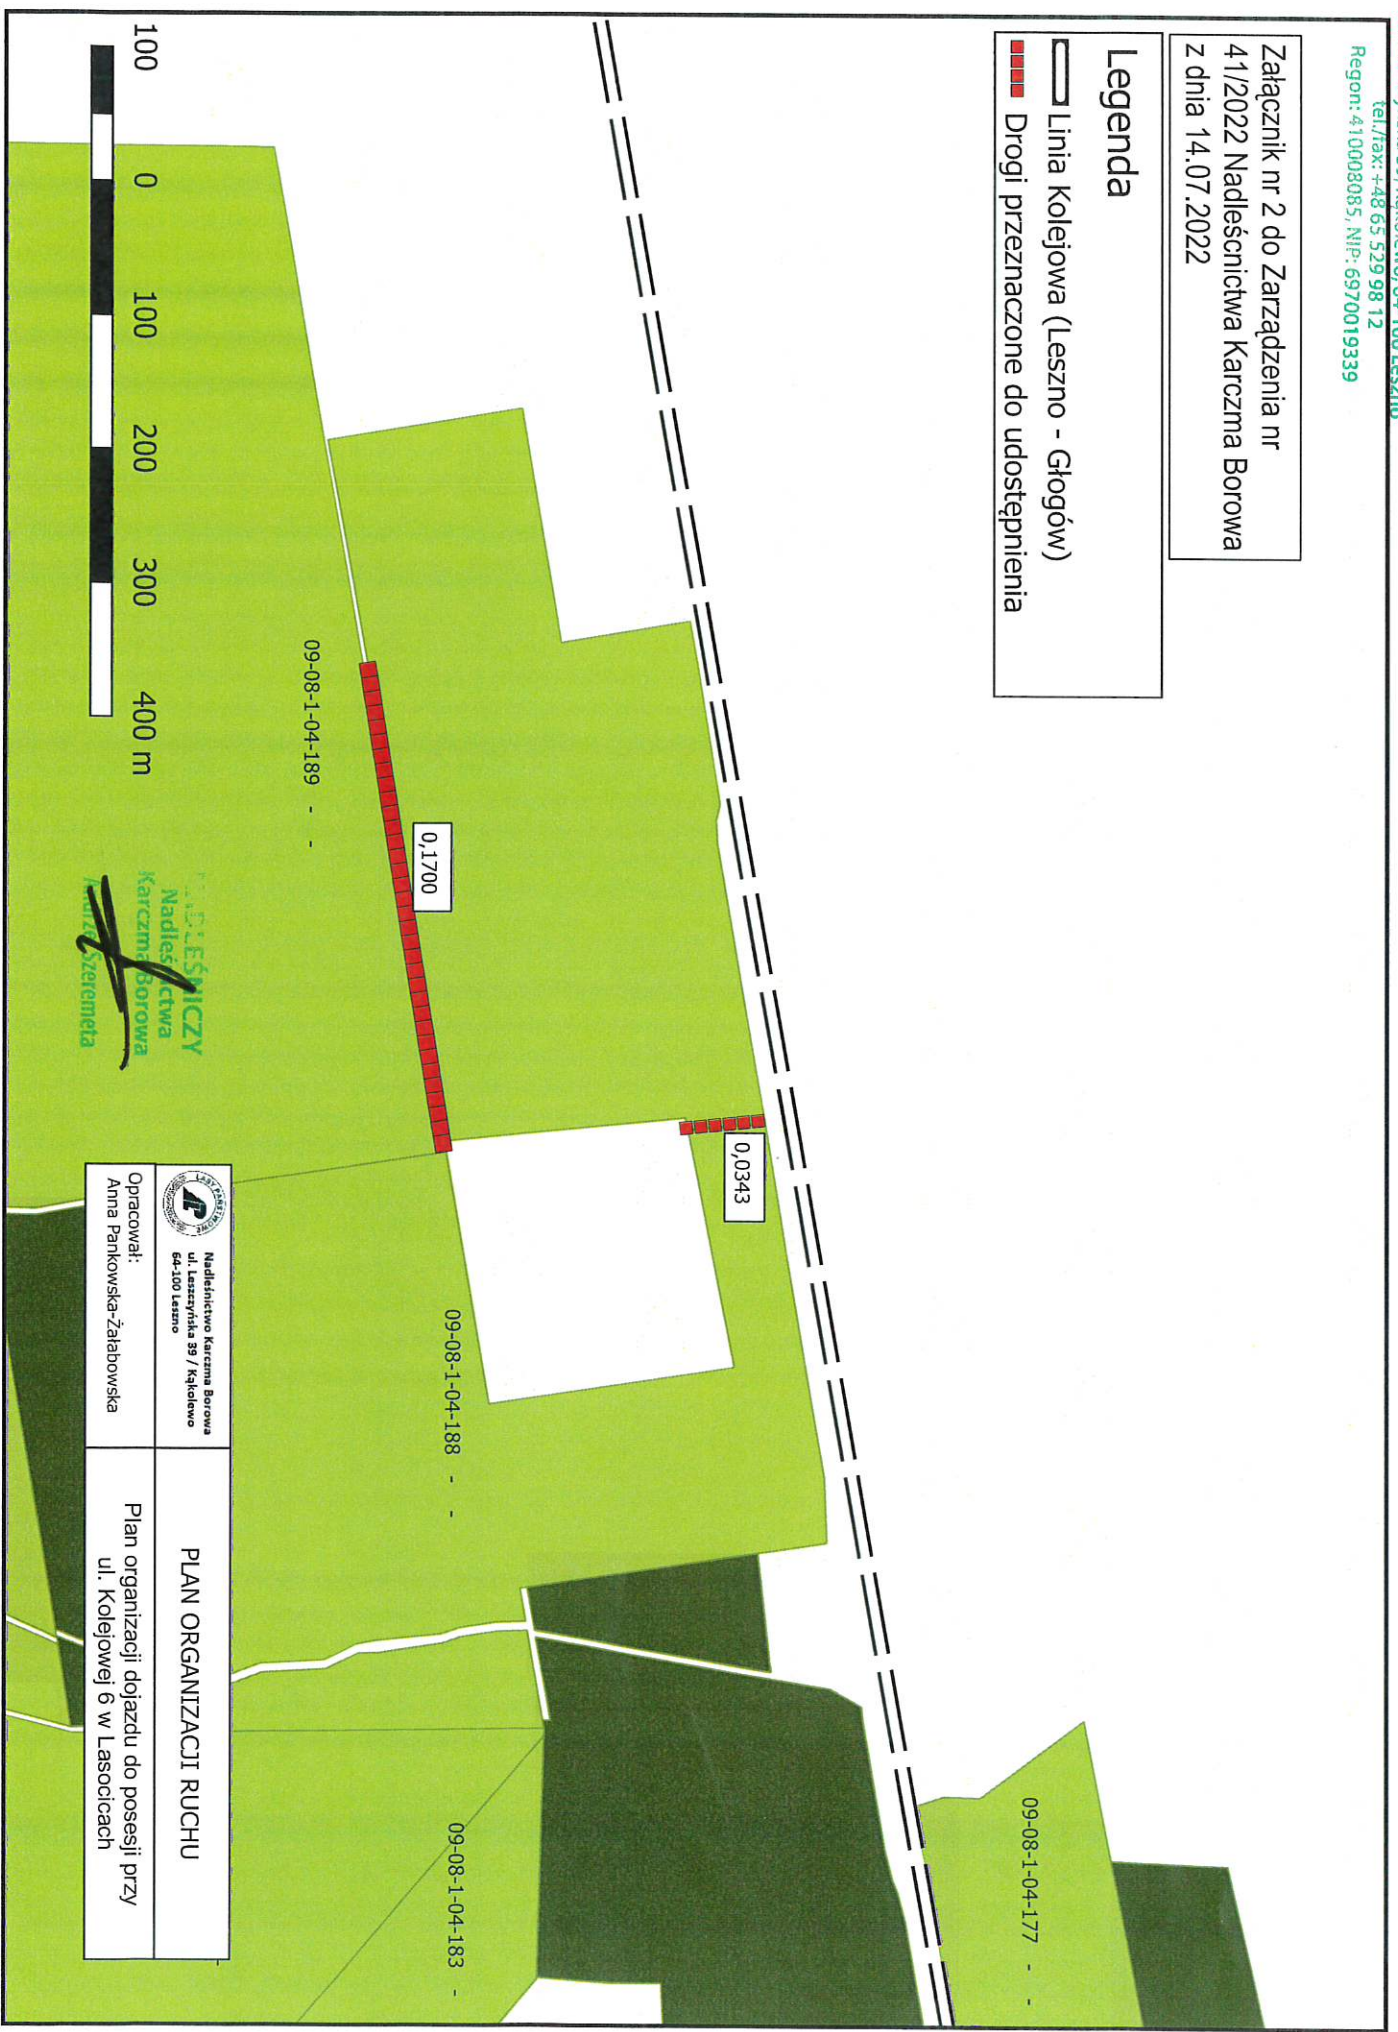 tel./fax: +48 65 529 98 12
Regon: 410008085, NIP: 6970019339
Załącznik nr 2 do Zarządzenia nr
41/2022 Nadleścnictwa Karczma Borowa
z dnia 14.07.2022
Legenda
Linia Kolejowa (Leszno - Głogów)
Drogi przeznaczone do udostępnienia
09-08-1-04-177 - -
0,0343
0,1700
09-08-1-04-189 - -
09-08-1-04-188 - -
09-08-1-04-183 -
100 0 100 200 300 400 m
Nadleśnictwa
Karczma Borowa
Szeremeta
LASY PAŃSTWOWE
Nadleśnictwo Karczma Borowa
ul. Leszczyńska 39 / Kąkolewo
64-100 Leszno
PLAN ORGANIZACJI RUCHU
Opracował:
Anna Pankowska-Żałabowska
Plan organizacji dojazdu do posesji przy
ul. Kolejowej 6 w Lasocicach